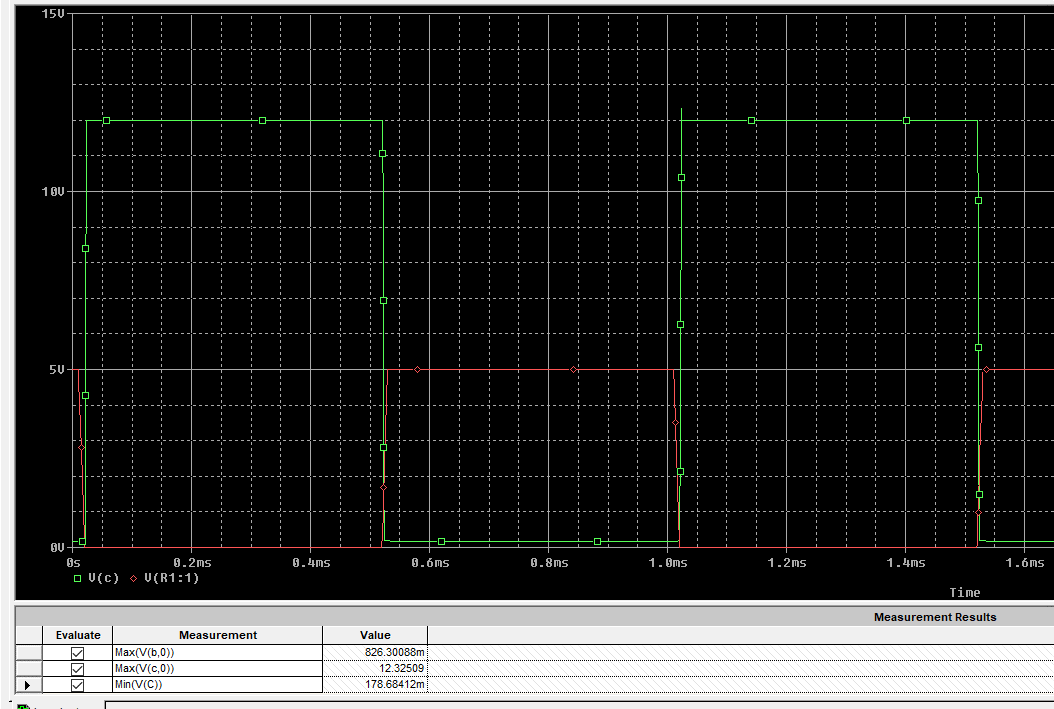 15V
10V
5V
0V
0s 0.2ms 0.4ms 0.6ms 0.8ms 1.0ms 1.2ms 1.4ms 1.6ms
V(c) V(R1:1)
Time
Measurement Results
Evaluate Measurement Value
Max(V(b,0)) 826.30088m
Max(V(c,0)) 12.32509
Min(V(C)) 178.68412m